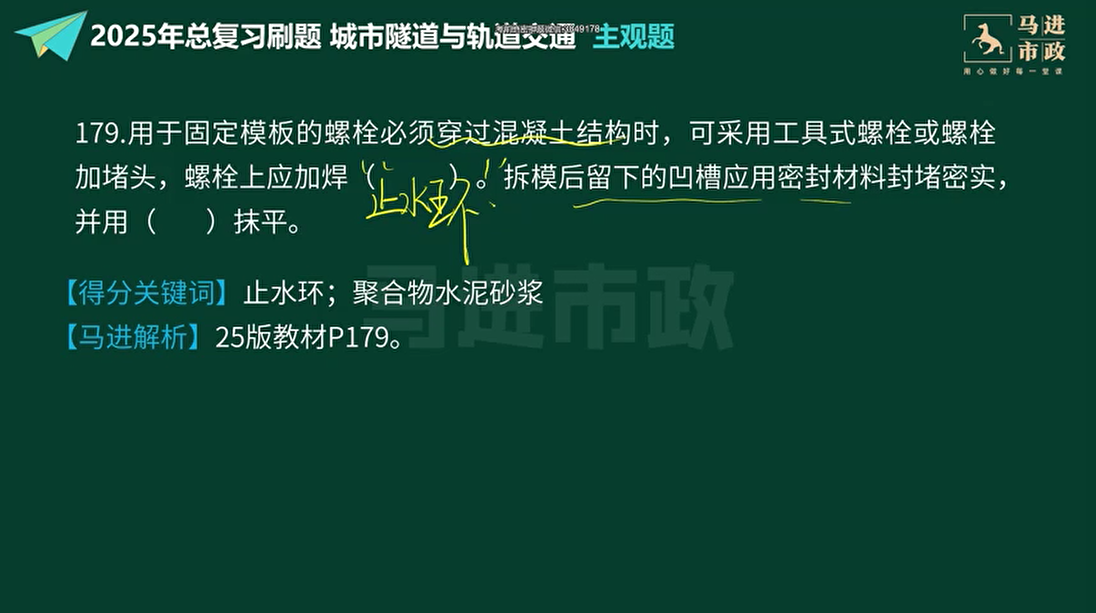 2025年总复习刷题 城市隧道与轨道交通 主观题
马进市政
用心做好每一堂课
179.用于固定模板的螺栓必须穿过混凝土结构时，可采用工具式螺栓或螺栓
加堵头，螺栓上应加焊（　　）。拆模后留下的凹槽应用密封材料封堵密实，
止水环
并用（　　）抹平。
【得分关键词】止水环；聚合物水泥砂浆
【马进解析】25版教材P179。
马进市政